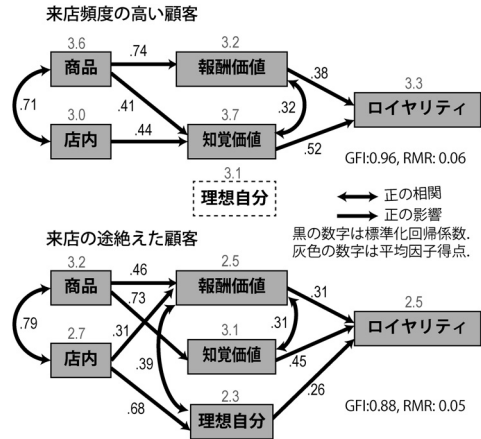 来店頻度の高い顧客
3.6
商品
.74
3.2
報酬価値
.38
3.3
ロイヤリティ
.71
.41
.32
3.0
店内
.44
3.7
知覚価値
.52
GFI:0.96, RMR: 0.06
3.1
理想自分
正の相関
正の影響
黒の数字は標準化回帰係数.
灰色の数字は平均因子得点.
来店の途絶えた顧客
3.2
商品
.46
2.5
報酬価値
.31
2.5
ロイヤリティ
.73
.79
.31
.31
2.7
店内
3.1
知覚価値
.45
.39
.26
.68
2.3
理想自分
GFI:0.88, RMR: 0.05